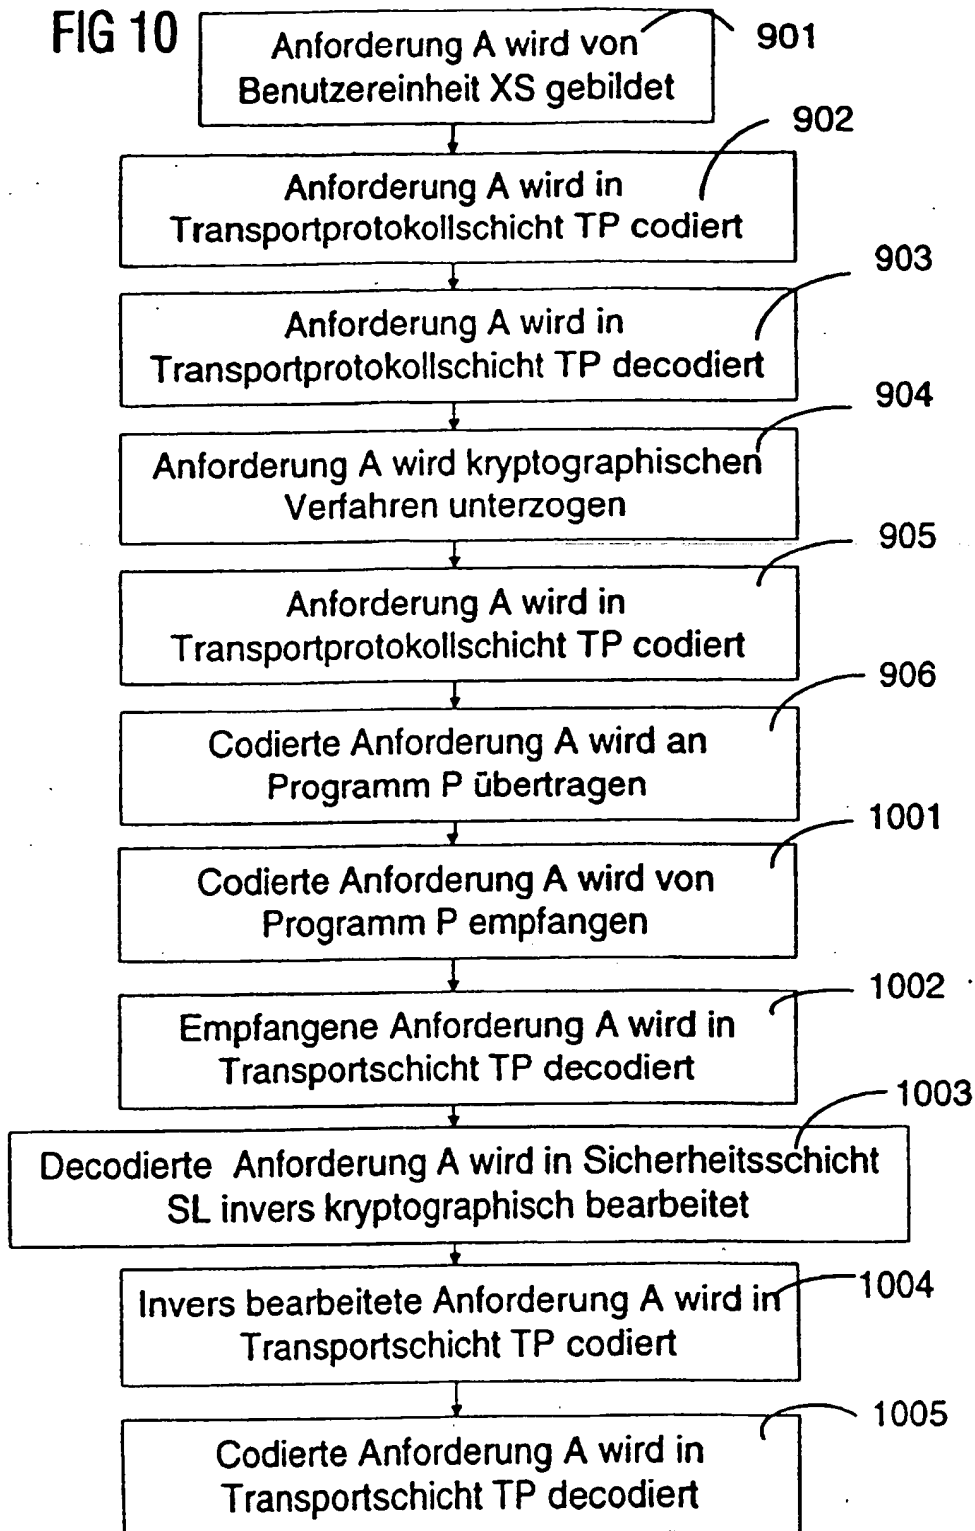 FIG 10
Anforderung A wird von
Benutzereinheit XS gebildet
901
902
Anforderung A wird in
Transportprotokollschicht TP codiert
903
Anforderung A wird in
Transportprotokollschicht TP decodiert
904
Anforderung A wird kryptographischen
Verfahren unterzogen
905
Anforderung A wird in
Transportprotokollschicht TP codiert
906
Codierte Anforderung A wird an
Programm P übertragen
1001
Codierte Anforderung A wird von
Programm P empfangen
1002
Empfangene Anforderung A wird in
Transportschicht TP decodiert
1003
Decodierte Anforderung A wird in Sicherheitsschicht
SL invers kryptographisch bearbeitet
1004
Invers bearbeitete Anforderung A wird in
Transportschicht TP codiert
1005
Codierte Anforderung A wird in
Transportschicht TP decodiert